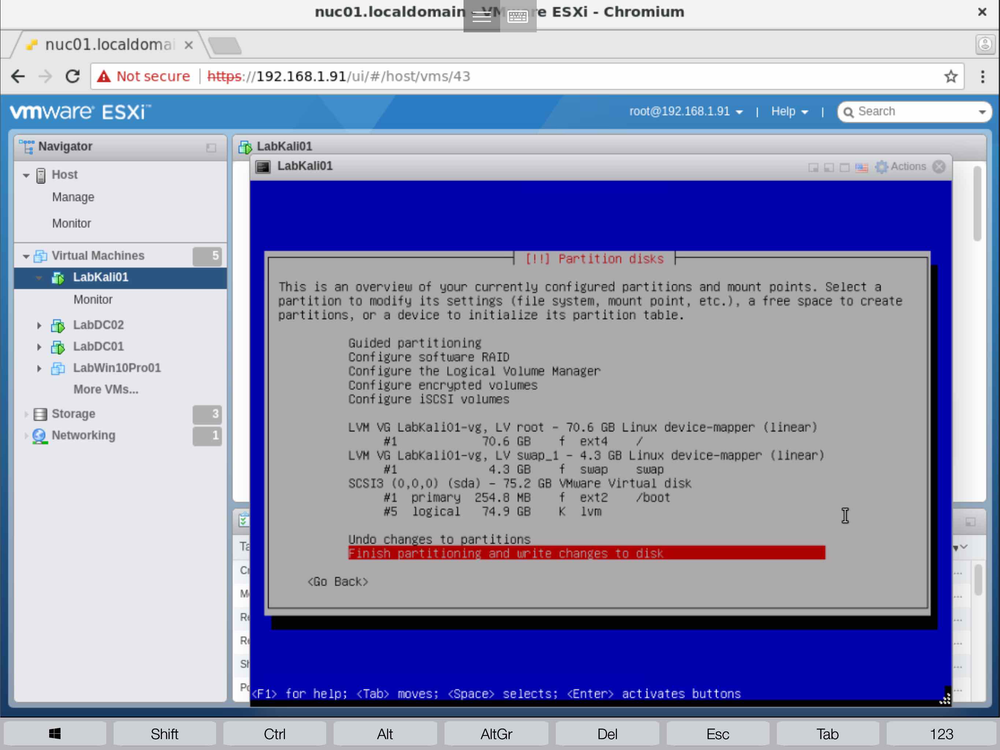 nuc01.localdomain - VMware ESXi - Chromium
nuc01.localdomai
Not secure https://192.168.1.91/ui/#/host/vms/43
vmware ESXi™
root@192.168.1.91 | Help | Search
Navigator
LabKali01
LabKali01
Actions
Host
Manage
Monitor
Virtual Machines 5
LabKali01
Monitor
LabDC02
LabDC01
LabWin10Pro01
More VMs...
Storage 3
Networking 1
[!!] Partition disks
This is an overview of your currently configured partitions and mount points. Select a
partition to modify its settings (file system, mount point, etc.), a free space to create
partitions, or a device to initialize its partition table.
Guided partitioning
Configure software RAID
Configure the Logical Volume Manager
Configure encrypted volumes
Configure iSCSI volumes
LVM VG LabKali01-vg, LV root - 70.6 GB Linux device-mapper (linear)
#1 70.6 GB f ext4 /
LVM VG LabKali01-vg, LV swap_1 - 4.3 GB Linux device-mapper (linear)
#1 4.3 GB f swap swap
SCSI3 (0,0,0) (sda) - 75.2 GB VMware Virtual disk
#1 primary 254.8 MB f ext2 /boot
#5 logical 74.9 GB K lvm
Undo changes to partitions
Finish partitioning and write changes to disk
<Go Back>
<F1> for help; <Tab> moves; <Space> selects; <Enter> activates buttons
Shift Ctrl Alt AltGr Del Esc Tab 123